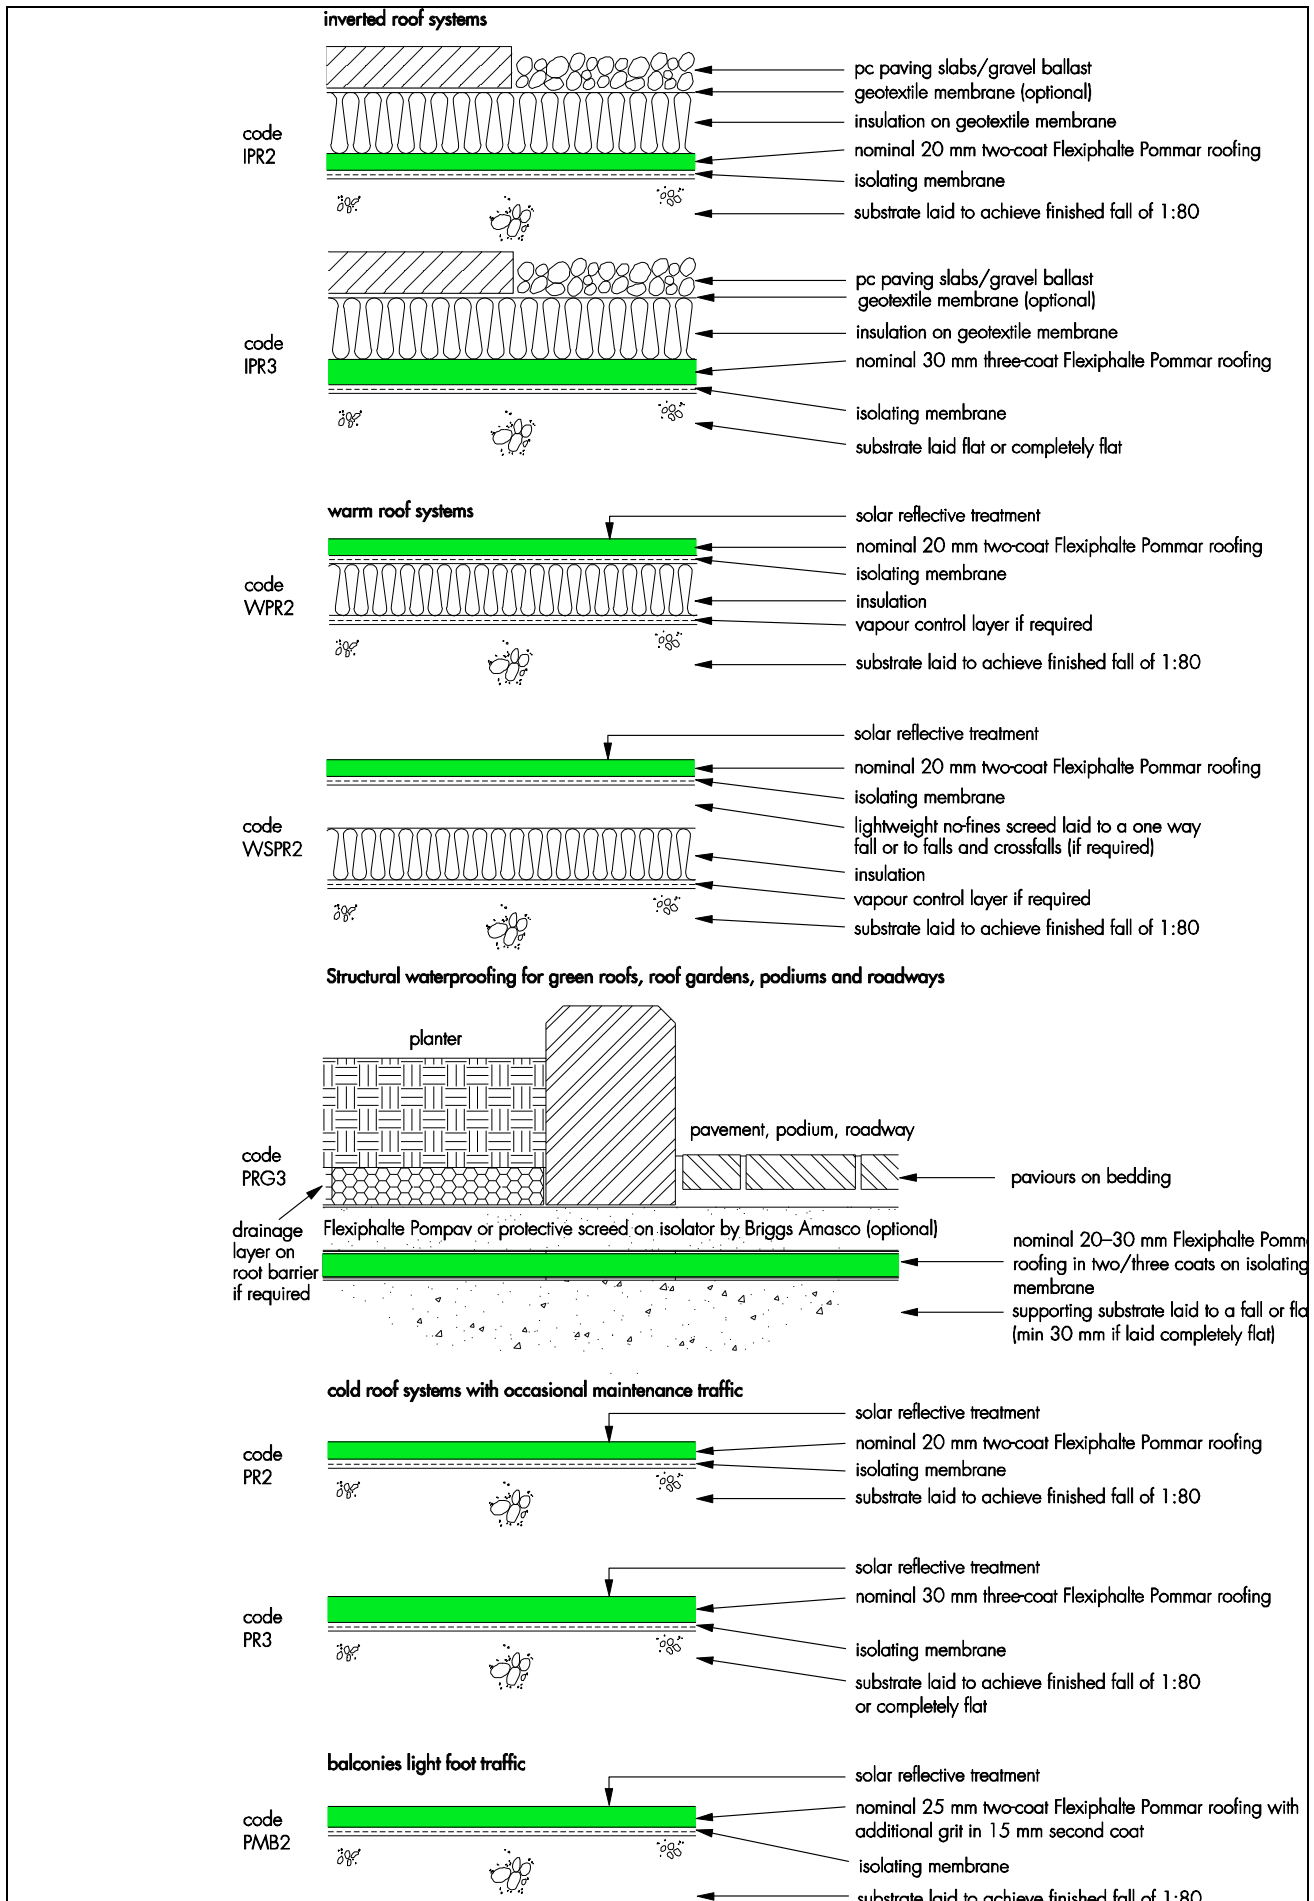 inverted roof systems
pc paving slabs/gravel ballast
geotextile membrane (optional)
insulation on geotextile membrane
code
IPR2
nominal 20 mm two-coat Flexiphalte Pommar roofing
isolating membrane
substrate laid to achieve finished fall of 1:80
pc paving slabs/gravel ballast
geotextile membrane (optional)
insulation on geotextile membrane
code
IPR3
nominal 30 mm three-coat Flexiphalte Pommar roofing
isolating membrane
substrate laid flat or completely flat
warm roof systems
solar reflective treatment
nominal 20 mm two-coat Flexiphalte Pommar roofing
isolating membrane
code
WPR2
insulation
vapour control layer if required
substrate laid to achieve finished fall of 1:80
solar reflective treatment
nominal 20 mm two-coat Flexiphalte Pommar roofing
isolating membrane
code
WSPR2
lightweight no-fines screed laid to a one way
fall or to falls and crossfalls (if required)
insulation
vapour control layer if required
substrate laid to achieve finished fall of 1:80
Structural waterproofing for green roofs, roof gardens, podiums and roadways
planter
pavement, podium, roadway
code
PRG3
paviours on bedding
drainage
layer on
root barrier
if required
Flexiphalte Pompav or protective screed on isolator by Briggs Amasco (optional)
nominal 20–30 mm Flexiphalte Pomm
roofing in two/three coats on isolating
membrane
supporting substrate laid to a fall or fla
(min 30 mm if laid completely flat)
cold roof systems with occasional maintenance traffic
solar reflective treatment
code
PR2
nominal 20 mm two-coat Flexiphalte Pommar roofing
isolating membrane
substrate laid to achieve finished fall of 1:80
solar reflective treatment
nominal 30 mm three-coat Flexiphalte Pommar roofing
code
PR3
isolating membrane
substrate laid to achieve finished fall of 1:80
or completely flat
balconies light foot traffic
solar reflective treatment
code
PMB2
nominal 25 mm two-coat Flexiphalte Pommar roofing with
additional grit in 15 mm second coat
isolating membrane
substrate laid to achieve finished fall of 1:80